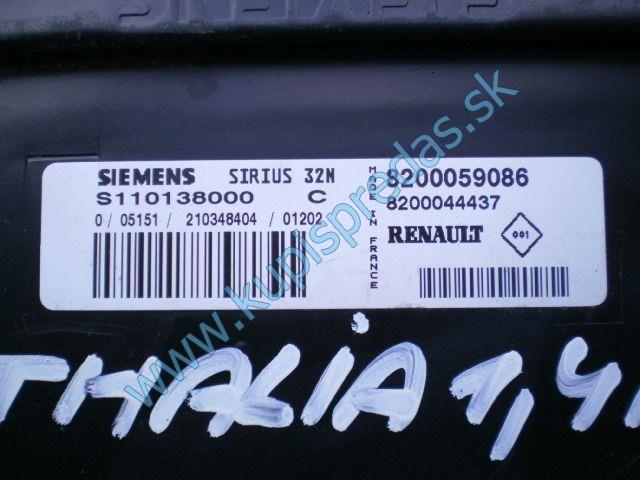 SIEMENS
SIEMENS SIRIUS 32N
S110138000 C
0 / 05151 / 210348404 / 01202
MADE IN FRANCE
8200059086
8200044437
RENAULT 001
THALIA 1,4
www.kupispredas.sk